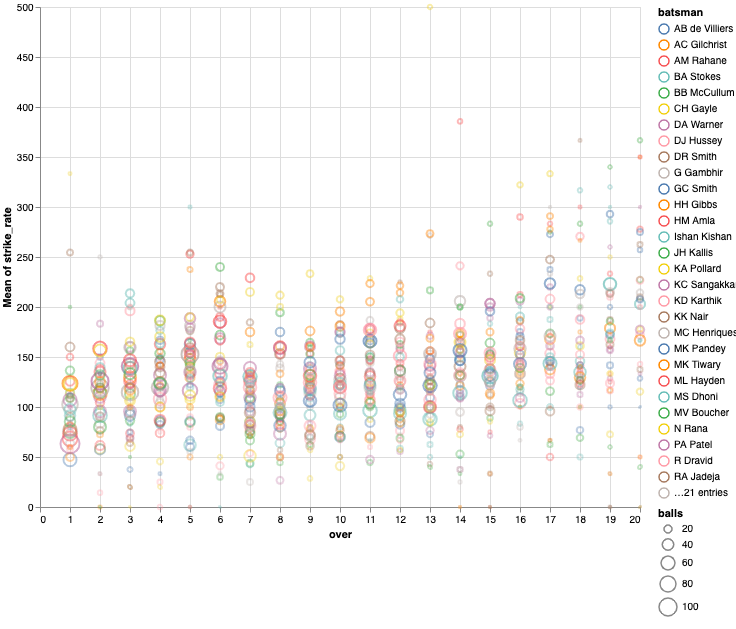 500
450
400
350
300
250
200
150
100
50
0
Mean of strike_rate
0 1 2 3 4 5 6 7 8 9 10 11 12 13 14 15 16 17 18 19 20
over
batsman
AB de Villiers
AC Gilchrist
AM Rahane
BA Stokes
BB McCullum
CH Gayle
DA Warner
DJ Hussey
DR Smith
G Gambhir
GC Smith
HH Gibbs
HM Amla
Ishan Kishan
JH Kallis
KA Pollard
KC Sangakka
KD Karthik
KK Nair
MC Henriques
MK Pandey
MK Tiwary
ML Hayden
MS Dhoni
MV Boucher
N Rana
PA Patel
R Dravid
RA Jadeja
...21 entries
balls
20
40
60
80
100